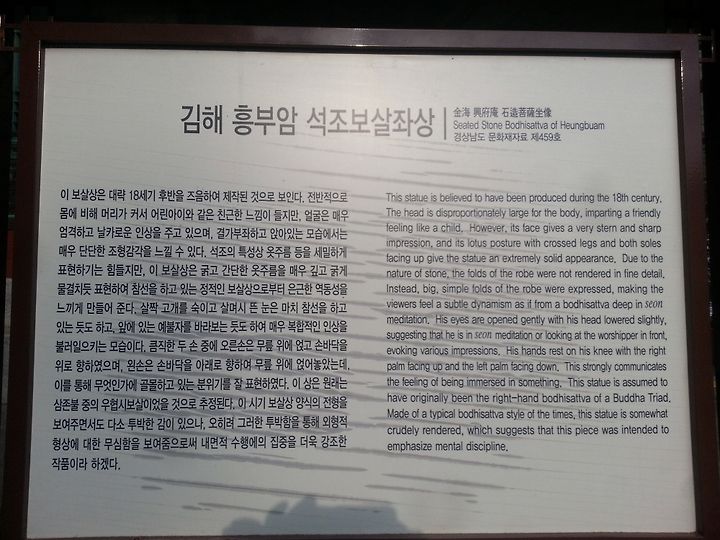 김해 흥부암 석조보살좌상
金海 興府庵 石造菩薩坐像
Seated Stone Bodhisattva of Heungbuam
경상남도 문화재자료 제459호
이 보살상은 대략 18세기 후반을 즈음하여 제작된 것으로 보인다. 전반적으로
몸에 비해 머리가 커서 어린아이와 같은 친근한 느낌이 들지만, 얼굴은 매우
엄격하고 날카로운 인상을 주고 있으며, 결가부좌하고 앉아있는 모습에서는
매우 단단한 조형감각을 느낄 수 있다. 석조의 특성상 옷주름 등을 세밀하게
표현하기는 힘들지만, 이 보살상은 굵고 간단한 옷주름을 매우 깊고 굵게
물결치듯 표현하여 참선을 하고 있는 정적인 보살상으로부터 은근한 역동성을
느끼게 만들어 준다. 살짝 고개를 숙이고 살며시 뜬 눈은 마치 참선을 하고
있는 듯도 하고, 앞에 있는 예불자를 바라보는 듯도 하여 매우 복합적인 인상을
불러일으키는 모습이다. 큼직한 두 손 중에 오른손은 무릎 위에 얹고 손바닥을
위로 향하였으며, 왼손은 손바닥을 아래로 향하여 무릎 위에 얹어놓았는데,
이를 통해 무엇인가에 골몰하고 있는 분위기를 잘 표현하였다. 이 상은 원래는
삼존불 중의 우협시보살이었을 것으로 추정된다. 이 시기 보살상 양식의 전형을
보여주면서도 다소 투박한 감이 있으나, 오히려 그러한 투박함을 통해 외형적
형상에 대한 무심함을 보여줌으로써 내면적 수행에의 집중을 더욱 강조한
작품이라 하겠다.
This statue is believed to have been produced during the 18th century.
The head is disproportionately large for the body, imparting a friendly
feeling like a child. However, its face gives a very stern and sharp
impression, and its lotus posture with crossed legs and both soles
facing up give the statue an extremely solid appearance. Due to the
nature of stone, the folds of the robe were not rendered in fine detail.
Instead, big, simple folds of the robe were expressed, making the
viewers feel a subtle dynamism as if from a bodhisattva deep in seon
meditation. His eyes are opened gently with his head lowered slightly,
suggesting that he is in seon meditation or looking at the worshipper in front,
evoking various impressions. His hands rest on his knee with the right
palm facing up and the left palm facing down. This strongly communicates
the feeling of being immersed in something. This statue is assumed to
have originally been the right-hand bodhisattva of a Buddha Triad.
Made of a typical bodhisattva style of the times, this statue is somewhat
crudely rendered, which suggests that this piece was intended to
emphasize mental discipline.